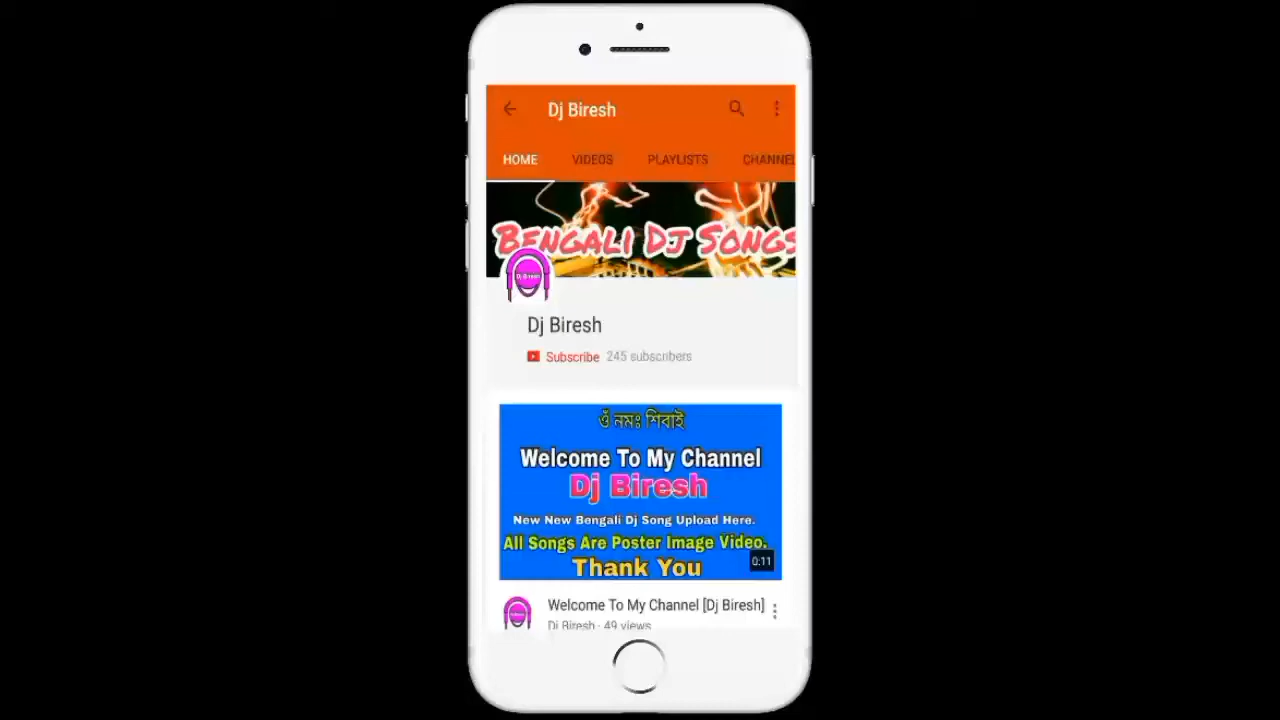 Dj Biresh
HOME VIDEOS PLAYLISTS CHANNEL
BENGALI DJ SONGS
Dj Biresh
Dj Biresh
Subscribe 245 subscribers
ওঁ নমঃ শিবাই
Welcome To My Channel
Dj Biresh
New New Bengali Dj Song Upload Here.
All Songs Are Poster Image Video.
0:11
Thank You
Welcome To My Channel [Dj Biresh]
Dj Biresh · 49 views